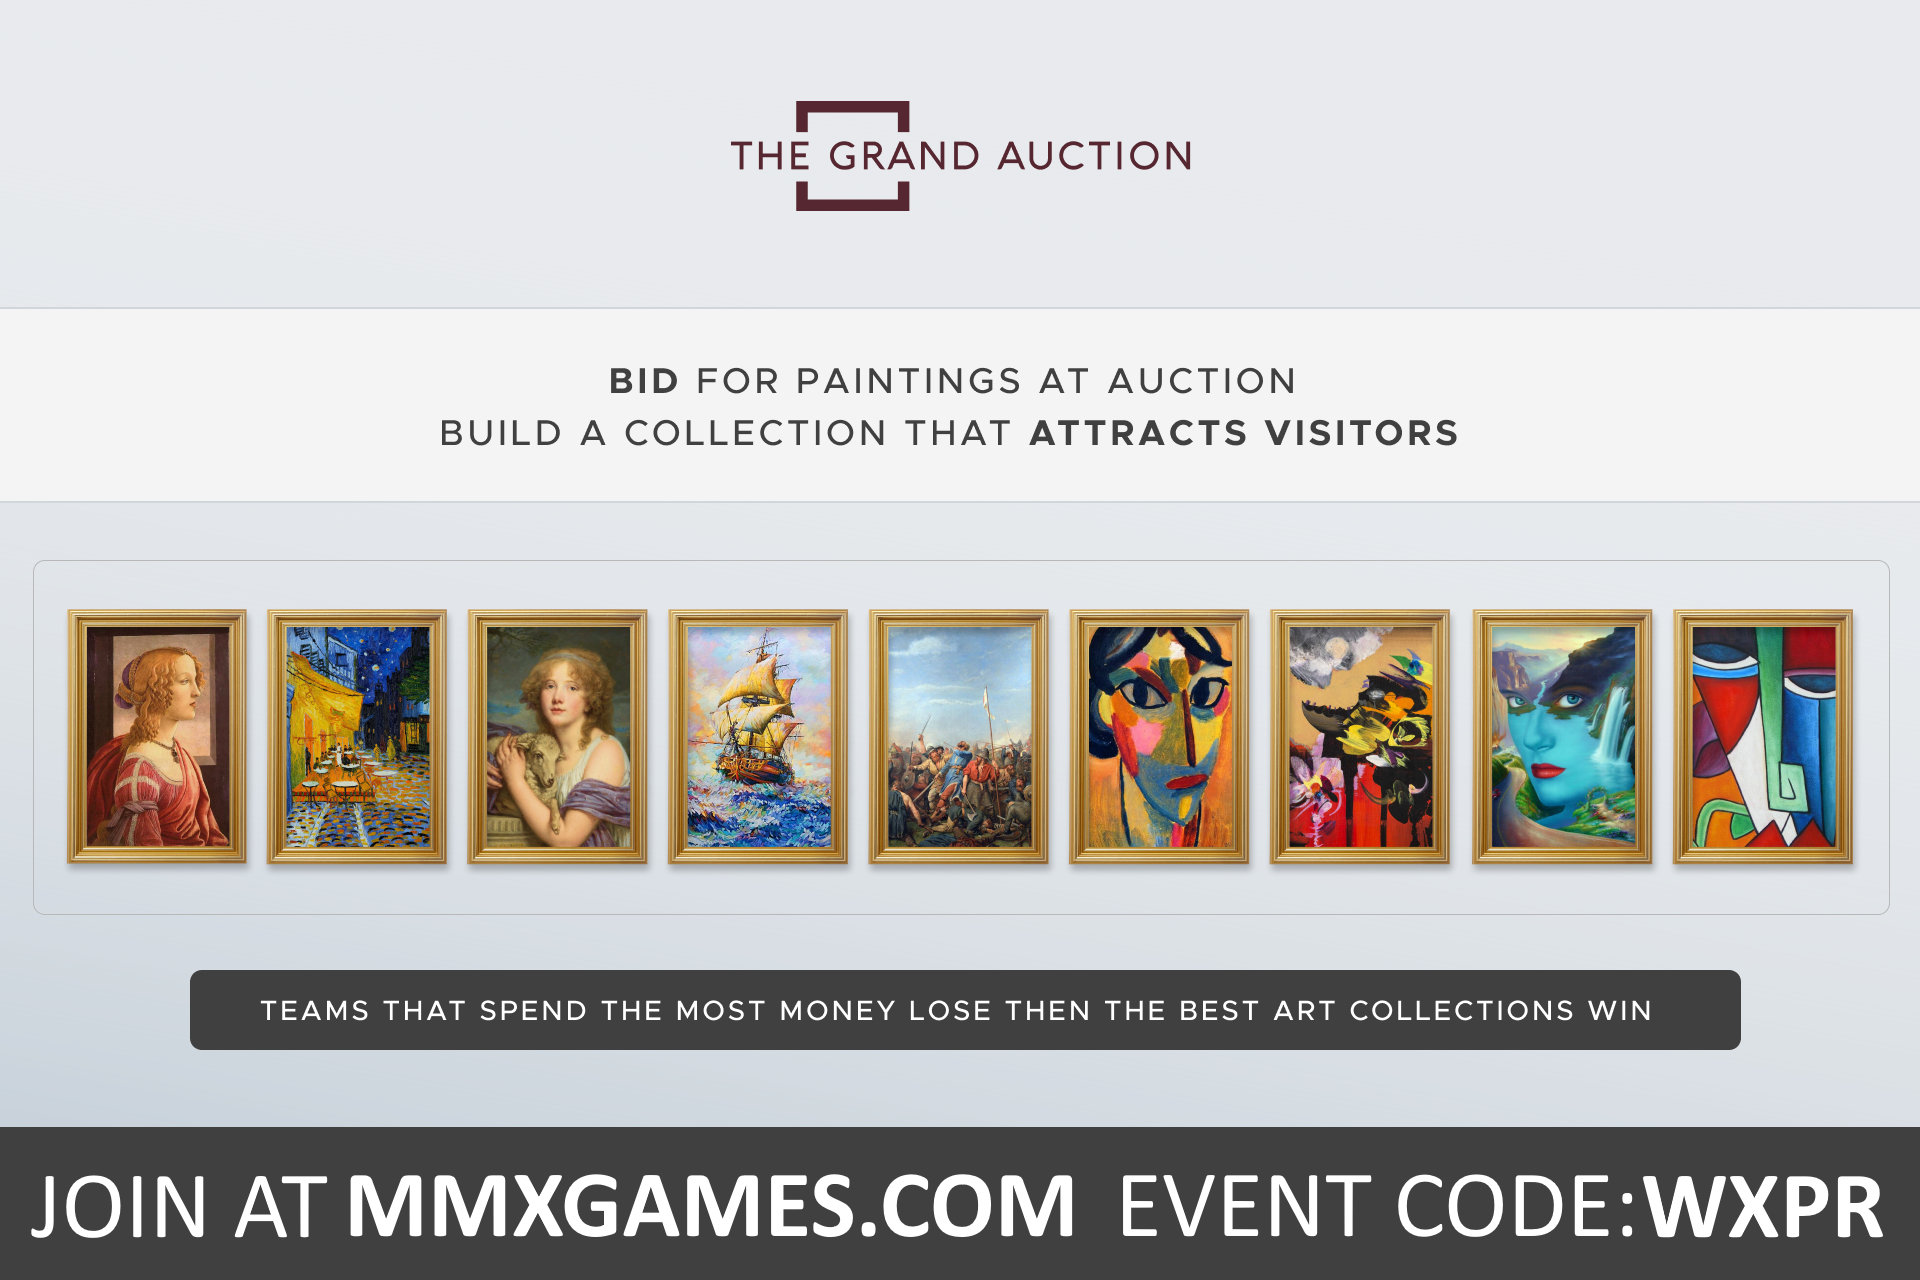 THE GRAND AUCTION
BID FOR PAINTINGS AT AUCTION
BUILD A COLLECTION THAT ATTRACTS VISITORS
TEAMS THAT SPEND THE MOST MONEY LOSE THEN THE BEST ART COLLECTIONS WIN
JOIN AT MMXGAMES.COM EVENT CODE:WXPR